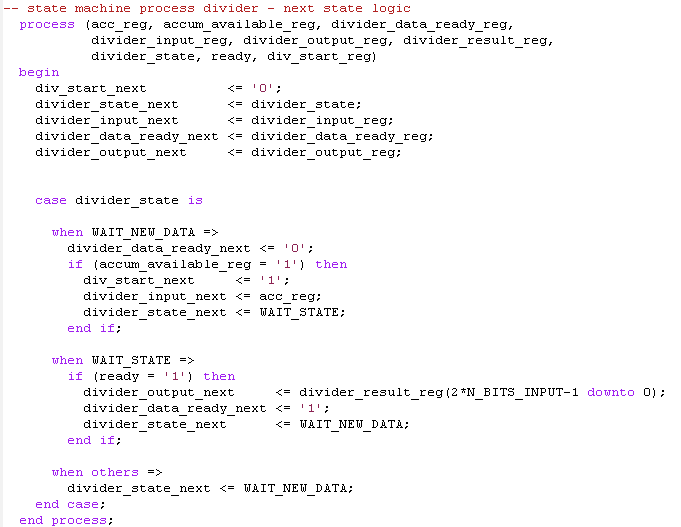 -- state machine process divider - next state logic
process (acc_reg, accum_available_reg, divider_data_ready_reg,
divider_input_reg, divider_output_reg, divider_result_reg,
divider_state, ready, div_start_reg)
begin
div_start_next <= '0';
divider_state_next <= divider_state;
divider_input_next <= divider_input_reg;
divider_data_ready_next <= divider_data_ready_reg;
divider_output_next <= divider_output_reg;
case divider_state is
when WAIT_NEW_DATA =>
divider_data_ready_next <= '0';
if (accum_available_reg = '1') then
div_start_next <= '1';
divider_input_next <= acc_reg;
divider_state_next <= WAIT_STATE;
end if;
when WAIT_STATE =>
if (ready = '1') then
divider_output_next <= divider_result_reg(2*N_BITS_INPUT-1 downto 0);
divider_data_ready_next <= '1';
divider_state_next <= WAIT_NEW_DATA;
end if;
when others =>
divider_state_next <= WAIT_NEW_DATA;
end case;
end process;